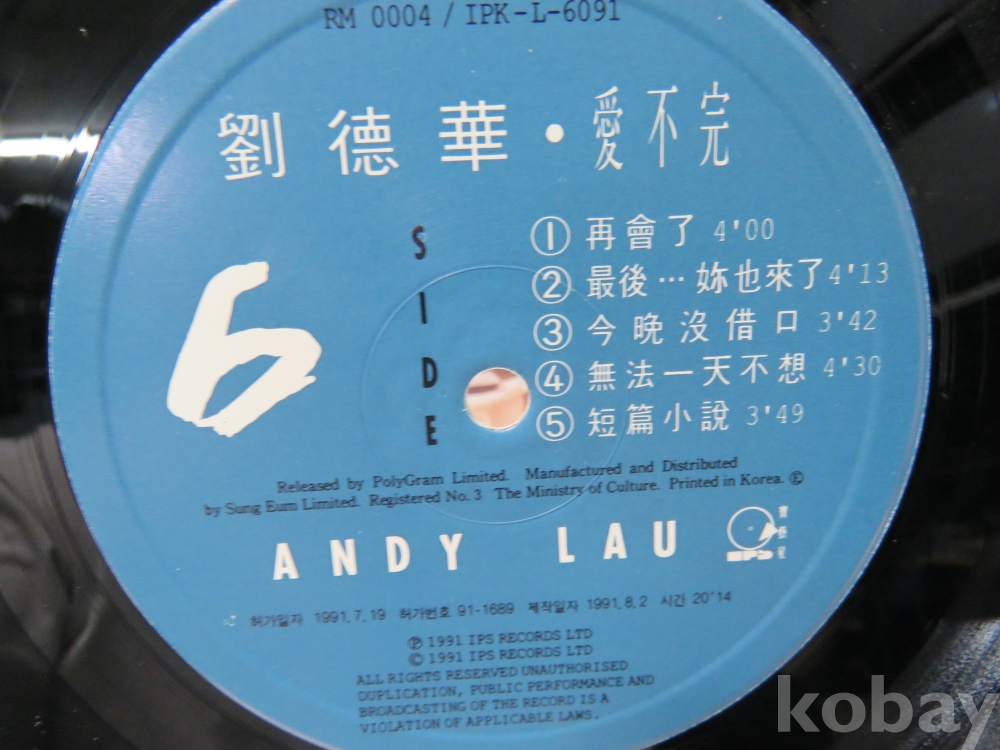 RM 0004 / IPK-L-6091
劉德華・愛不完
6
SIDE
① 再會了 4'00
② 最後…妳也來了 4'13
③ 今晚沒借口 3'42
④ 無法一天不想 4'30
⑤ 短篇小說 3'49
Released by PolyGram Limited. Manufactured and Distributed
by Sung Eum Limited. Registered No. 3 The Ministry of Culture. Printed in Korea. Ⓔ
ANDY LAU
허가일자 1991.7.19 허가번호 91-1689 제작일자 1991.8.2 시간 20'14
Ⓟ 1991 IPS RECORDS LTD
© 1991 IPS RECORDS LTD
ALL RIGHTS RESERVED UNAUTHORISED
DUPLICATION, PUBLIC PERFORMANCE AND
BROADCASTING OF THE RECORD IS A
VIOLATION OF APPLICABLE LAWS.
kobay